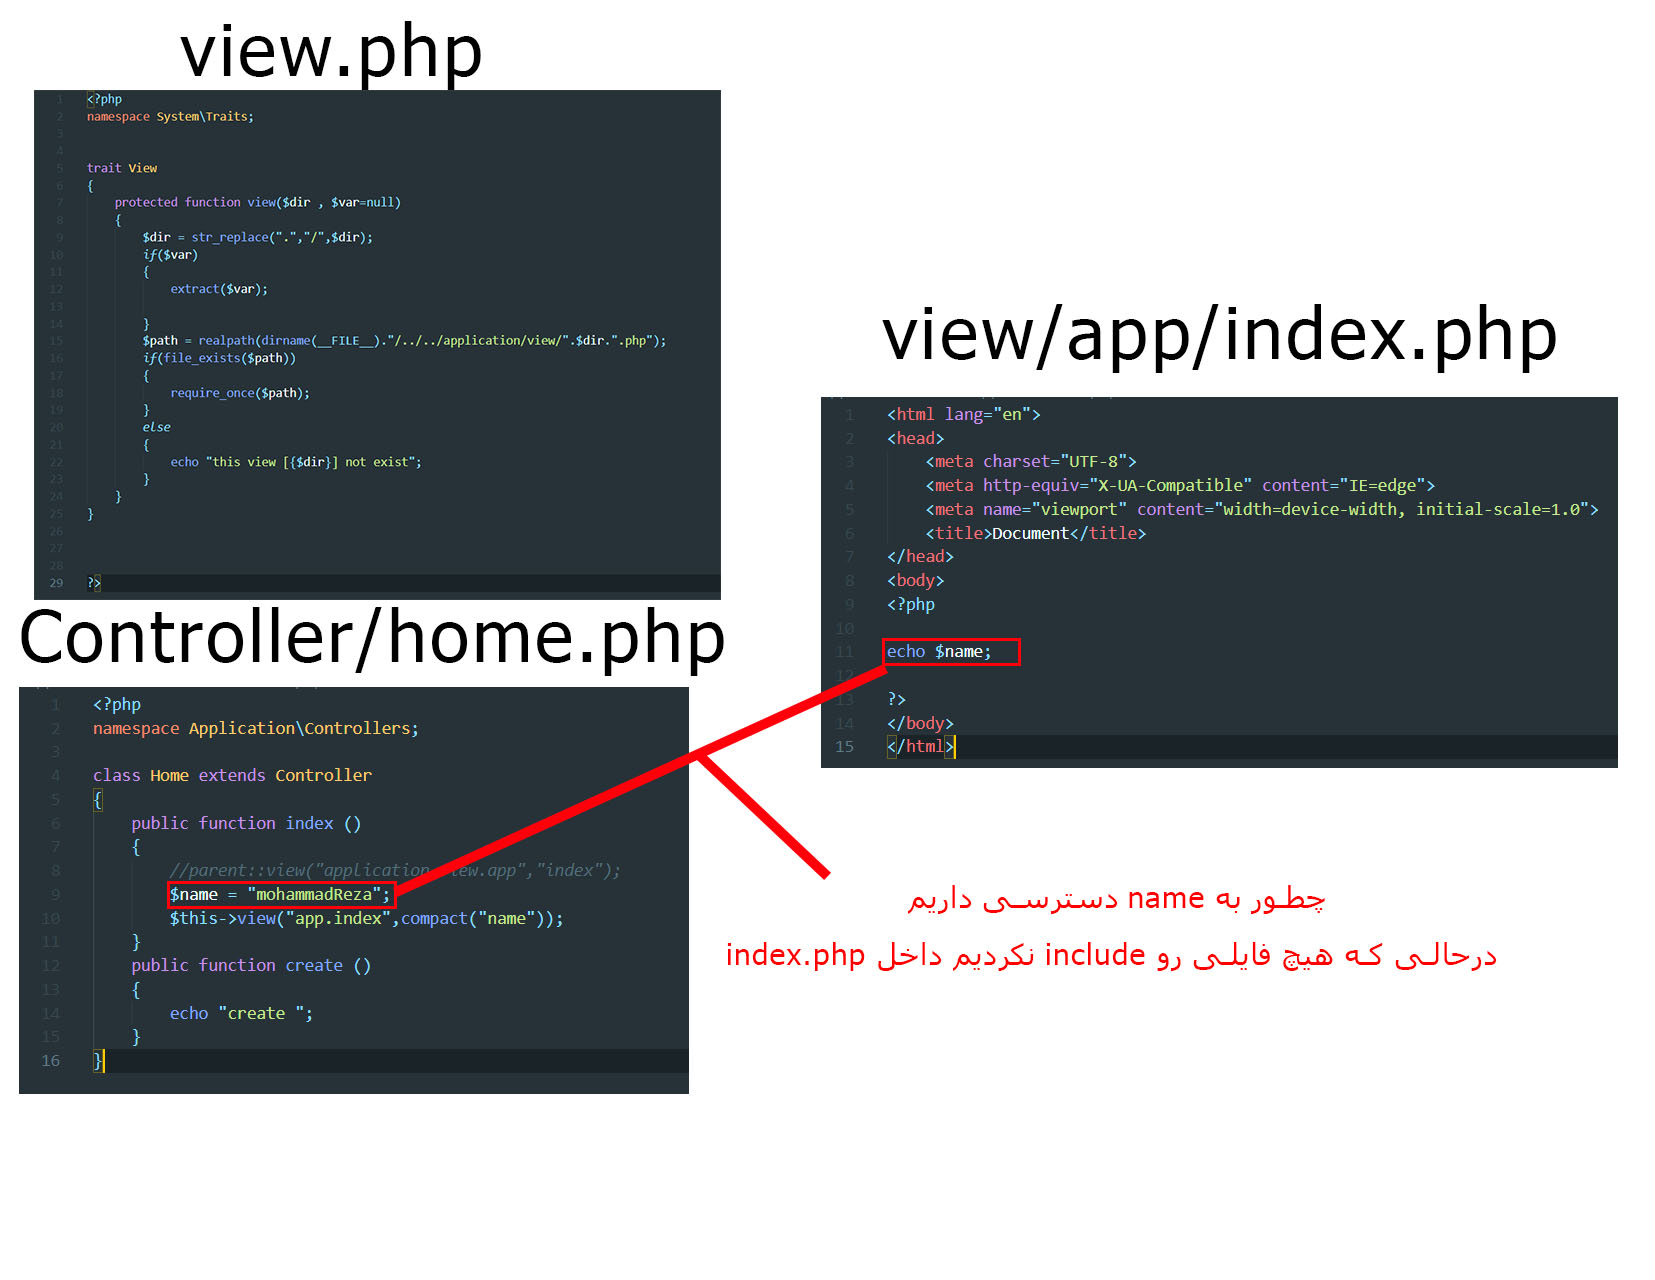 view.php
1 <?php
2 namespace System\Traits;
3
4
5 trait View
6 {
7 protected function view($dir , $var=null)
8 {
9 $dir = str_replace(".","/",$dir);
10 if($var)
11 {
12 extract($var);
13
14 }
15 $path = realpath(dirname(__FILE__)."/../../application/view/".$dir.".php");
16 if(file_exists($path))
17 {
18 require_once($path);
19 }
20 else
21 {
22 echo "this view [{$dir}] not exist";
23 }
24 }
25 }
26
27
28
29 ?>
Controller/home.php
1 <?php
2 namespace Application\Controllers;
3
4 class Home extends Controller
5 {
6 public function index ()
7 {
8 //parent::view("application.view.app","index");
9 $name = "mohammadReza";
10 $this->view("app.index",compact("name"));
11 }
12 public function create ()
13 {
14 echo "create ";
15 }
16 }
view/app/index.php
1 <html lang="en">
2 <head>
3 <meta charset="UTF-8">
4 <meta http-equiv="X-UA-Compatible" content="IE=edge">
5 <meta name="viewport" content="width=device-width, initial-scale=1.0">
6 <title>Document</title>
7 </head>
8 <body>
9 <?php
10
11 echo $name;
12
13 ?>
14 </body>
15 </html>
چطور به name دسترسی داریم
درحالی که هیچ فایلی رو include نکردیم داخل index.php